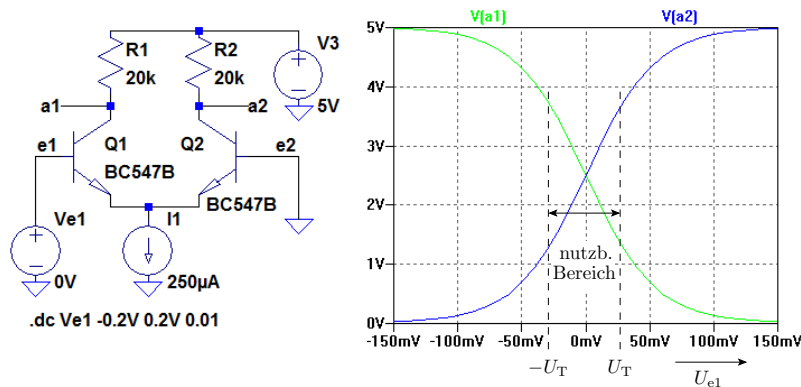 R1
20k
R2
20k
V3
5V
a1
a2
e1
Q1
Q2
e2
BC547B
BC547B
Ve1
0V
I1
250µA
.dc Ve1 -0.2V 0.2V 0.01
V(a1)
V(a2)
5V
4V
3V
2V
1V
0V
nutzb.
Bereich
-150mV -100mV -50mV 0mV 50mV 100mV 150mV
−U_T
U_T
U_e1